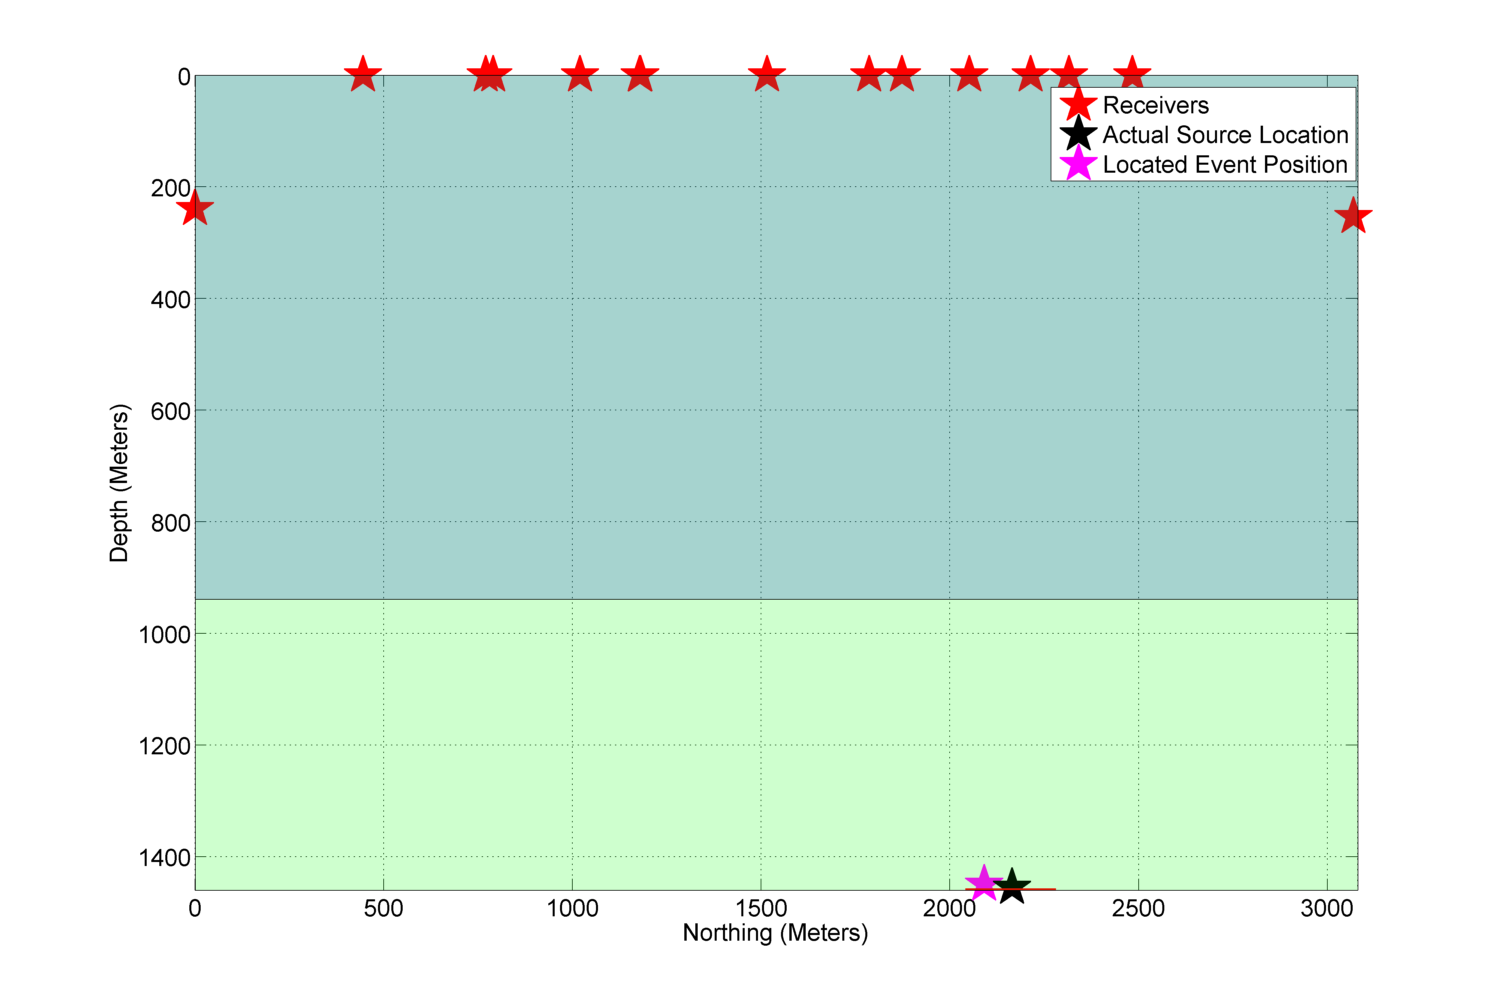 0
200
400
600
800
1000
1200
1400
Depth (Meters)
Receivers
Actual Source Location
Located Event Position
0 500 1000 1500 2000 2500 3000
Northing (Meters)